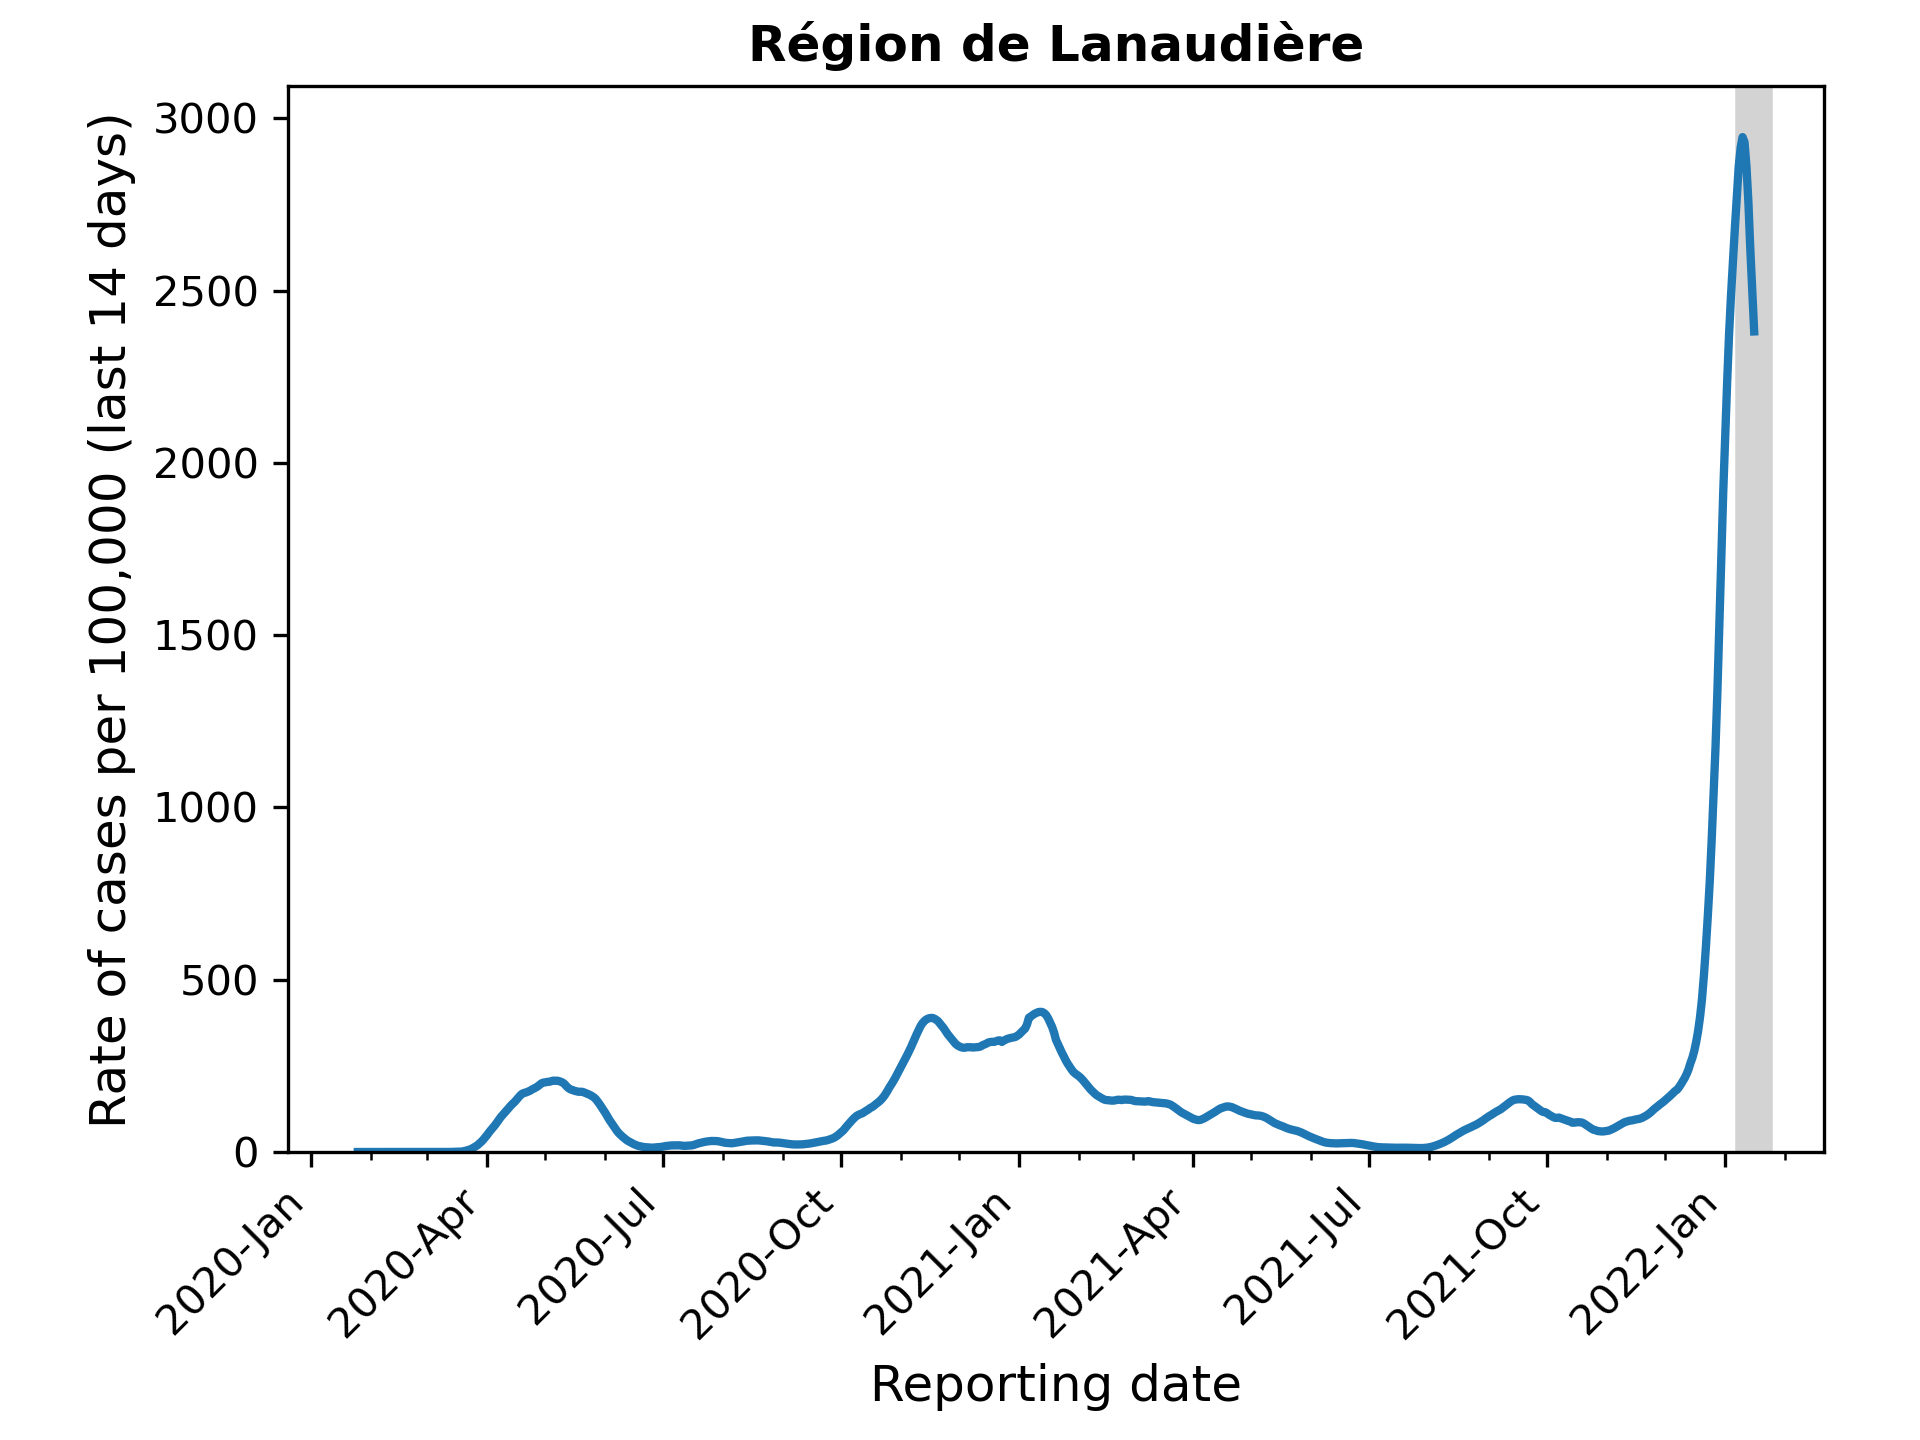 Région de Lanaudière
Rate of cases per 100,000 (last 14 days)
3000
2500
2000
1500
1000
500
0
2020-Jan
2020-Apr
2020-Jul
2020-Oct
2021-Jan
2021-Apr
2021-Jul
2021-Oct
2022-Jan
Reporting date